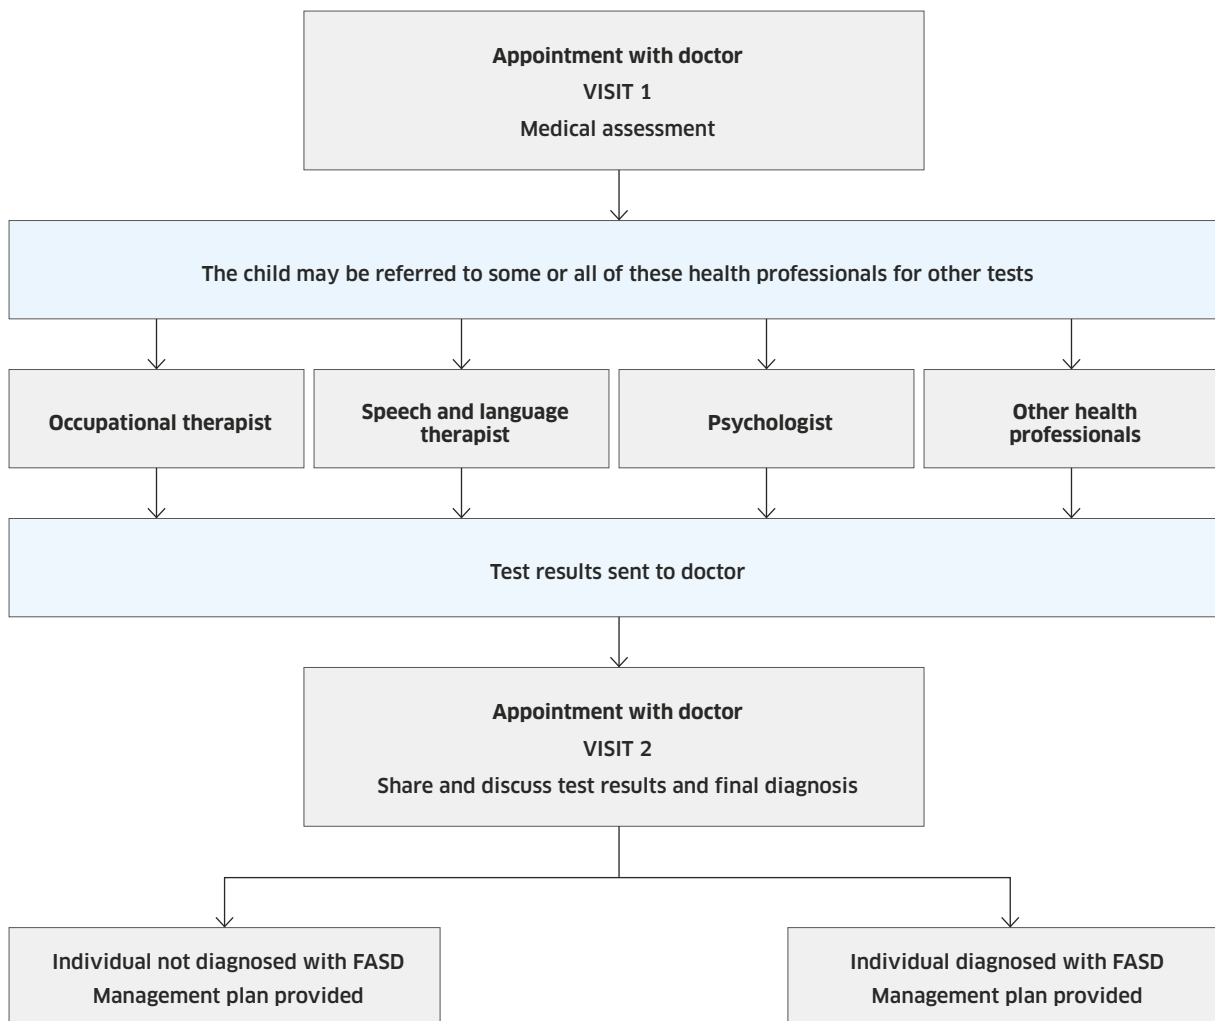 Appointment with doctor
VISIT 1
Medical assessment
The child may be referred to some or all of these health professionals for other tests
Occupational therapist
Speech and language
therapist
Psychologist
Other health
professionals
Test results sent to doctor
Appointment with doctor
VISIT 2
Share and discuss test results and final diagnosis
Individual not diagnosed with FASD
Management plan provided
Individual diagnosed with FASD
Management plan provided